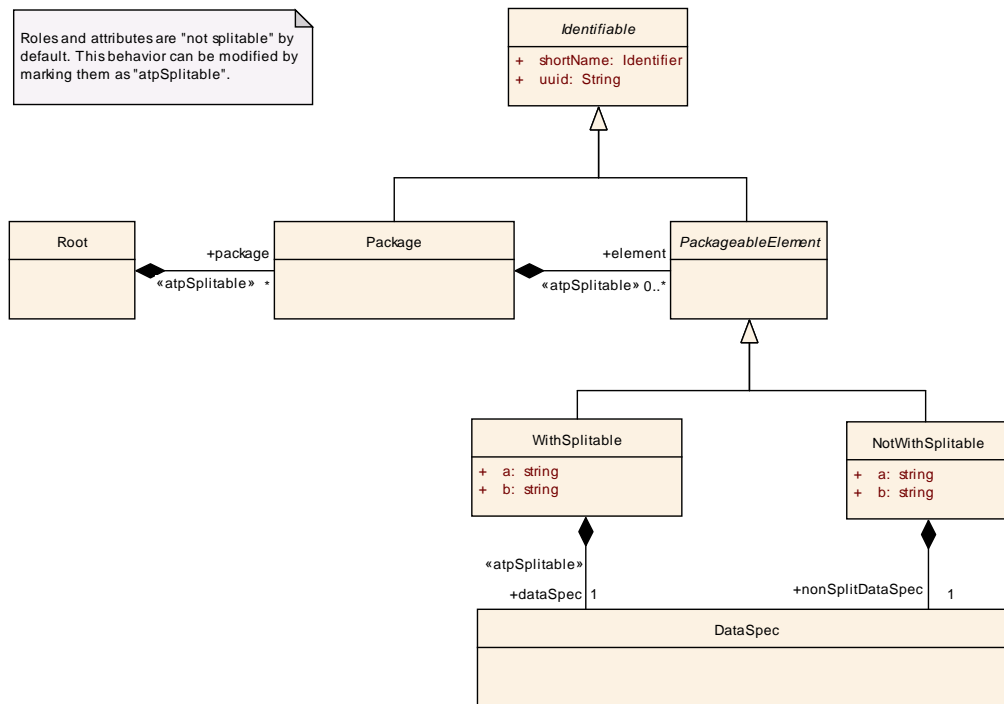 Roles and attributes are "not splitable" by
default. This behavior can be modified by
marking them as "atpSplitable".
Identifiable
+ shortName: Identifier
+ uuid: String
Root
Package
PackageableElement
+package
«atpSplitable» *
+element
«atpSplitable» 0..*
WithSplitable
+ a: string
+ b: string
NotWithSplitable
+ a: string
+ b: string
«atpSplitable»
+dataSpec 1
+nonSplitDataSpec 1
DataSpec